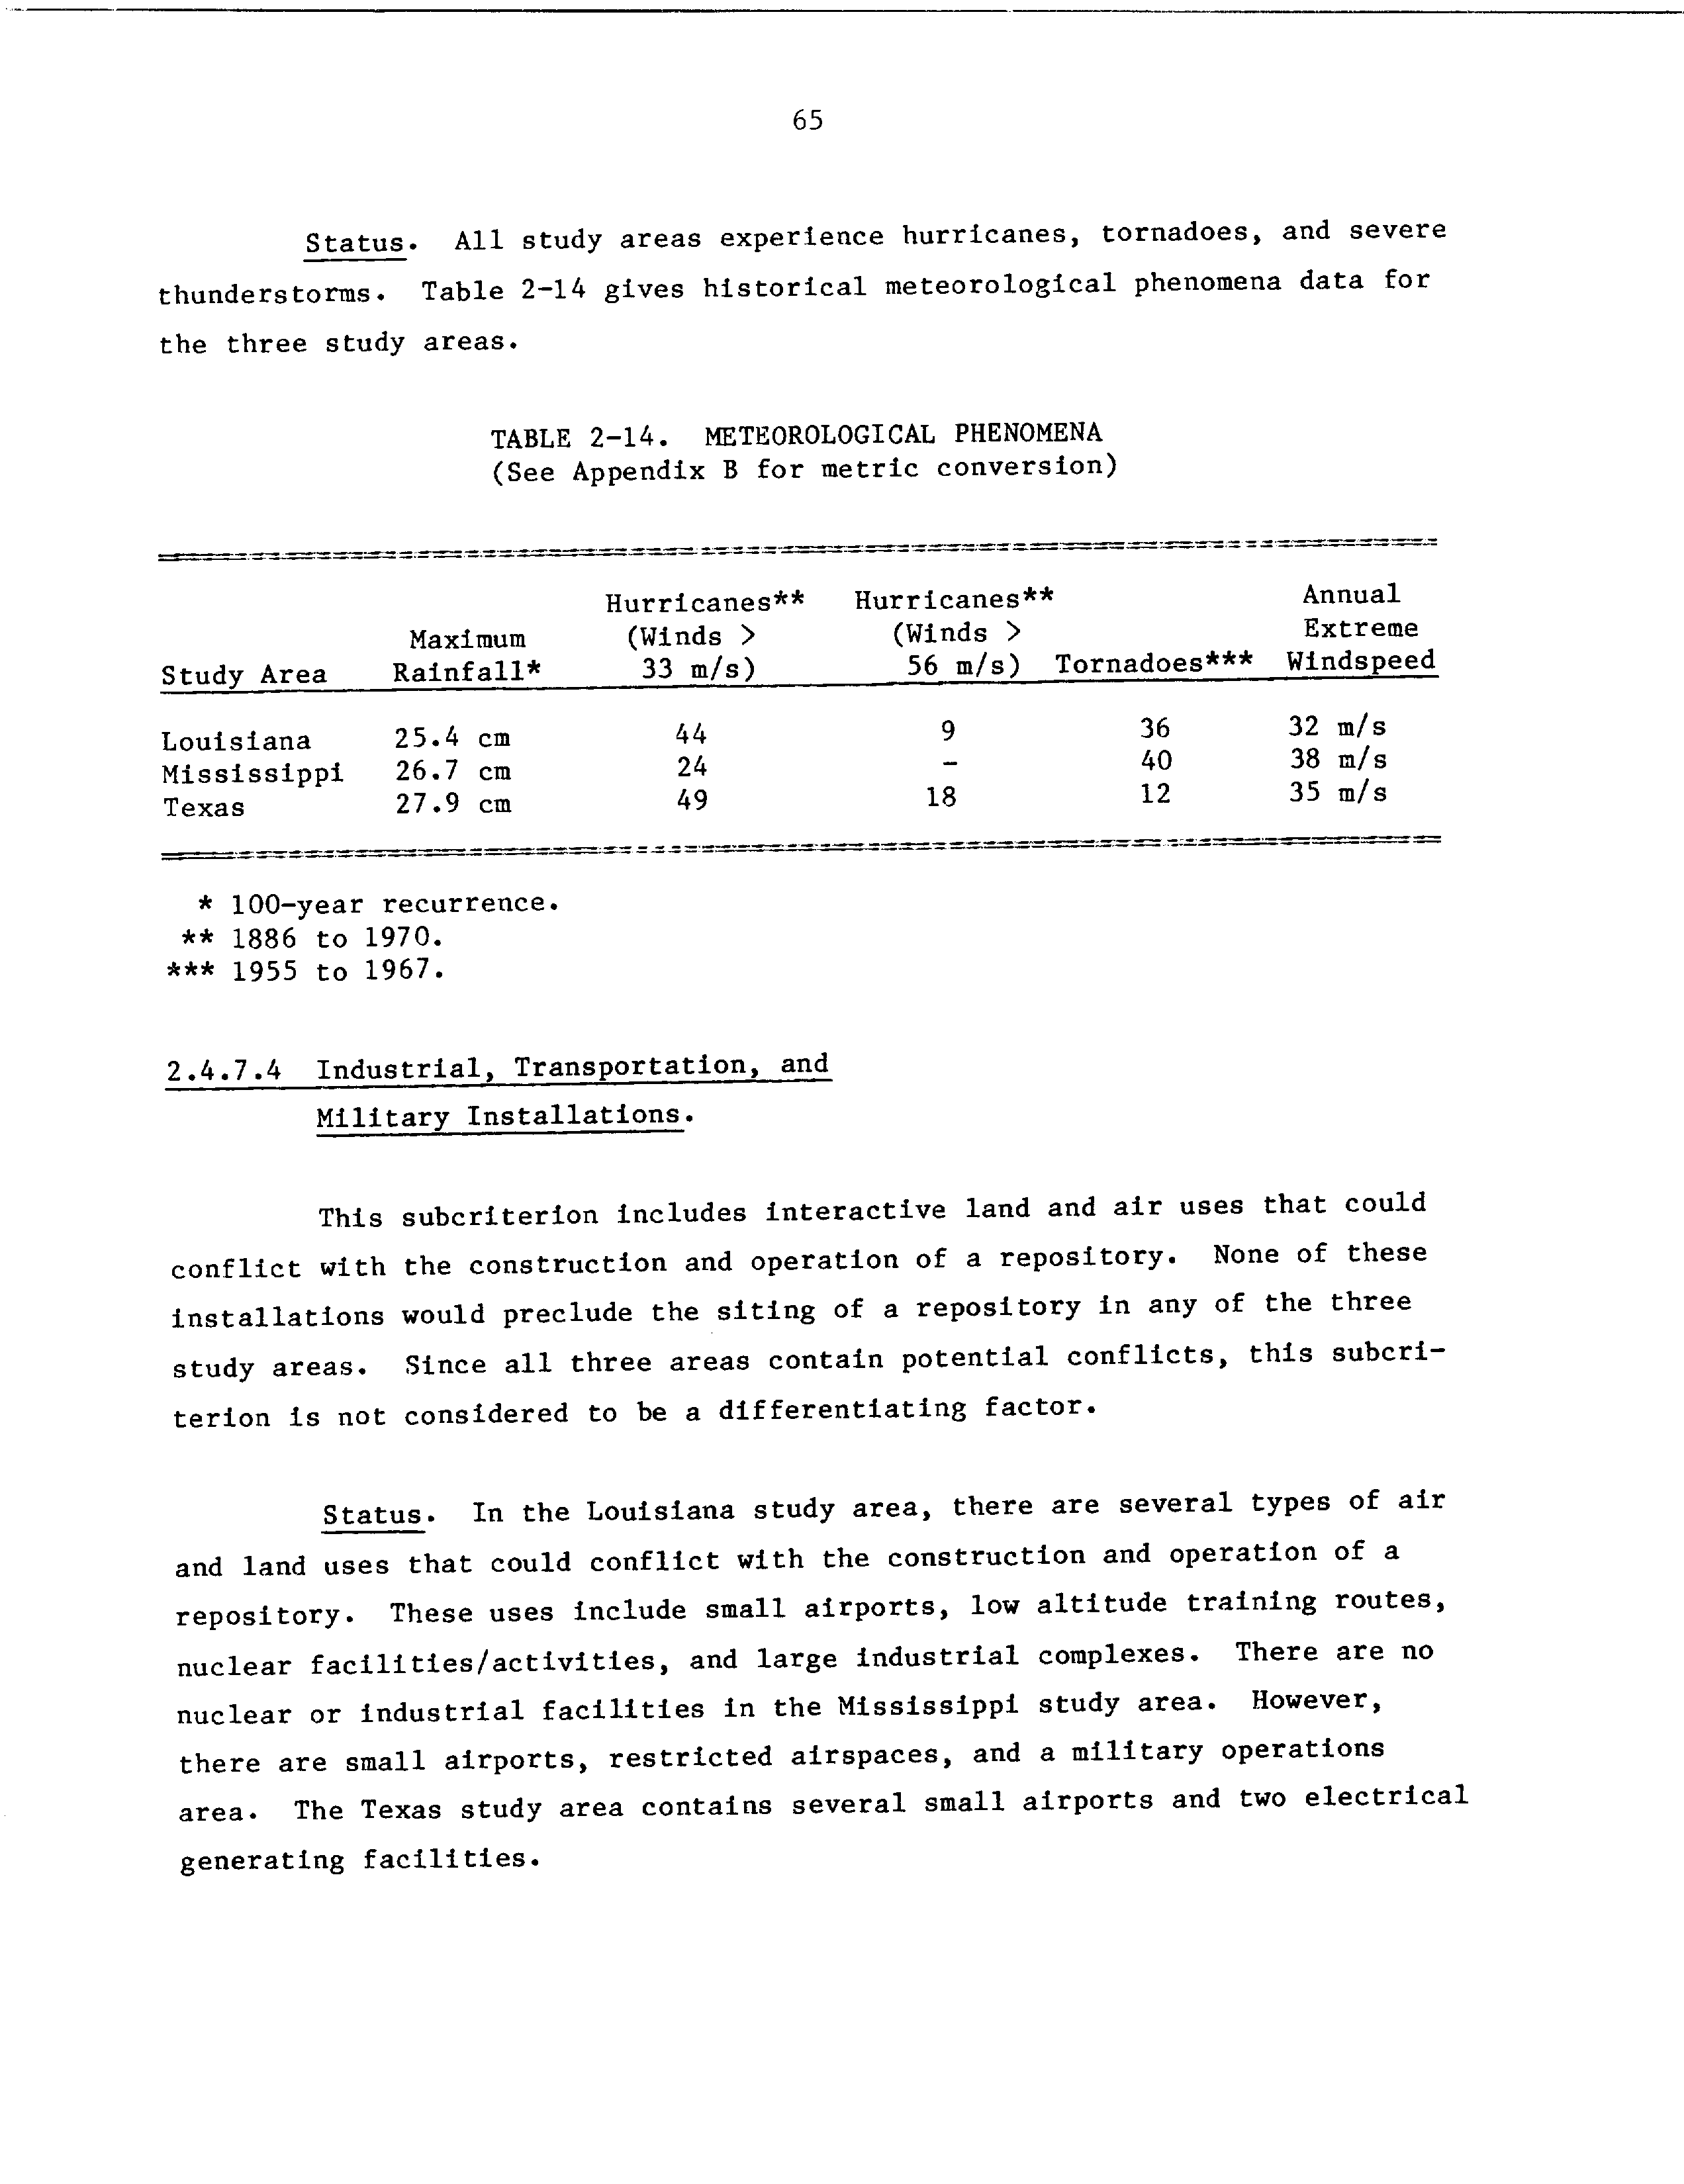 65
Status. All study areas experience hurricanes, tornadoes, and severe
thunderstorms. Table 2-14 gives historical meteorological phenomena data for
the three study areas.
TABLE 2-14. METEOROLOGICAL PHENOMENA
(See Appendix B for metric conversion)
Hurricanes** Hurricanes** Annual
Maximum (Winds > (Winds > Extreme
Study Area Rainfall* 33 m/s) 56 m/s) Tornadoes*** Windspeed
Louisiana 25.4 cm 44 9 36 32 m/s
Mississippi 26.7 cm 24 - 40 38 m/s
Texas 27.9 cm 49 18 12 35 m/s
* 100-year recurrence.
** 1886 to 1970.
*** 1955 to 1967.
2.4.7.4 Industrial, Transportation, and
Military Installations.
This subcriterion includes interactive land and air uses that could
conflict with the construction and operation of a repository. None of these
installations would preclude the siting of a repository in any of the three
study areas. Since all three areas contain potential conflicts, this subcri-
terion is not considered to be a differentiating factor.
Status. In the Louisiana study area, there are several types of air
and land uses that could conflict with the construction and operation of a
repository. These uses include small airports, low altitude training routes,
nuclear facilities/activities, and large industrial complexes. There are no
nuclear or industrial facilities in the Mississippi study area. However,
there are small airports, restricted airspaces, and a military operations
area. The Texas study area contains several small airports and two electrical
generating facilities.